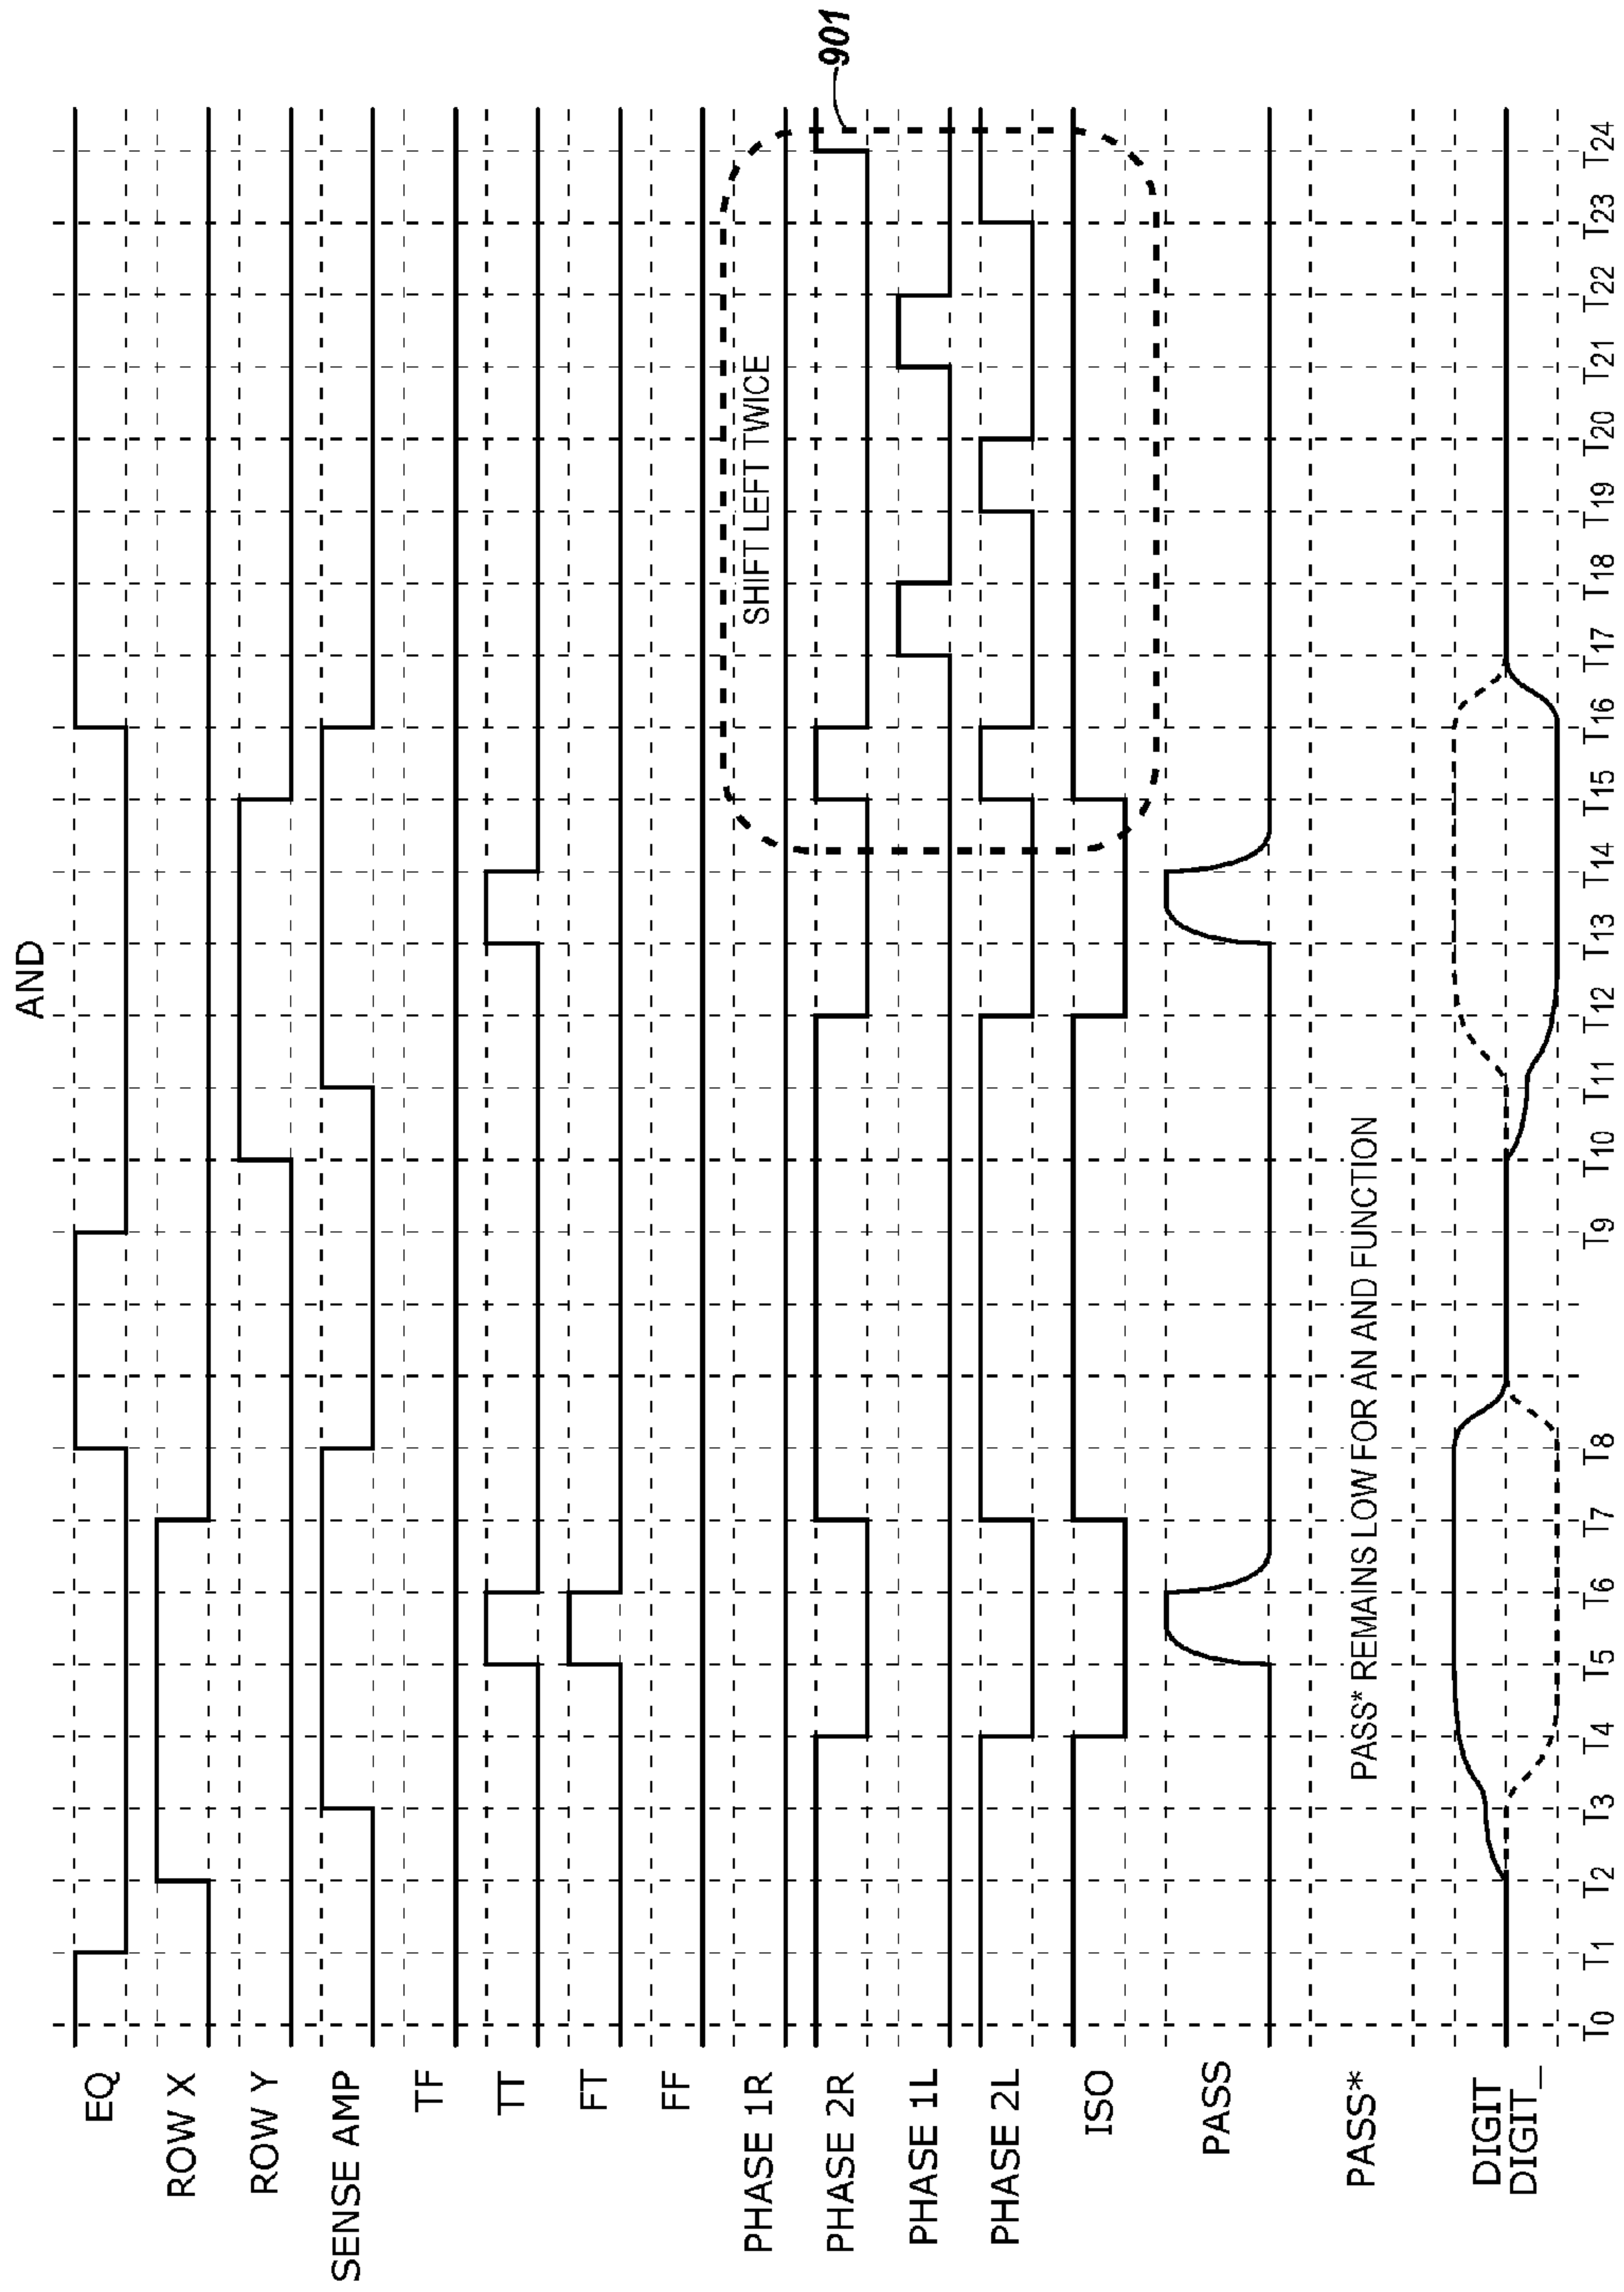 AND
EQ
ROW X
ROW Y
SENSE AMP
TF
TT
FT
FF
PHASE 1R
PHASE 2R
PHASE 1L
PHASE 2L
ISO
PASS
PASS*
DIGIT
DIGIT_
SHIFT LEFT TWICE
901
PASS* REMAINS LOW FOR AN AND FUNCTION
T0 T1 T2 T3 T4 T5 T6 T7 T8 T9 T10 T11 T12 T13 T14 T15 T16 T17 T18 T19 T20 T21 T22 T23 T24